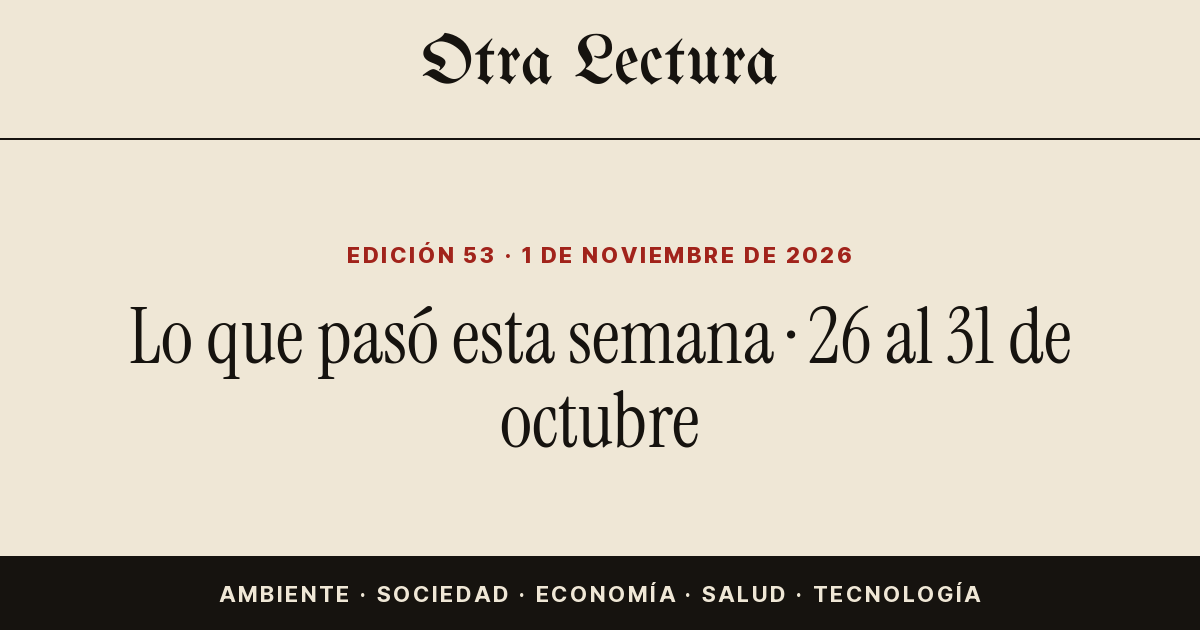 Otra Lectura
EDICIÓN 53 · 1 DE NOVIEMBRE DE 2026
Lo que pasó esta semana · 26 al 31 de
octubre
AMBIENTE · SOCIEDAD · ECONOMÍA · SALUD · TECNOLOGÍA